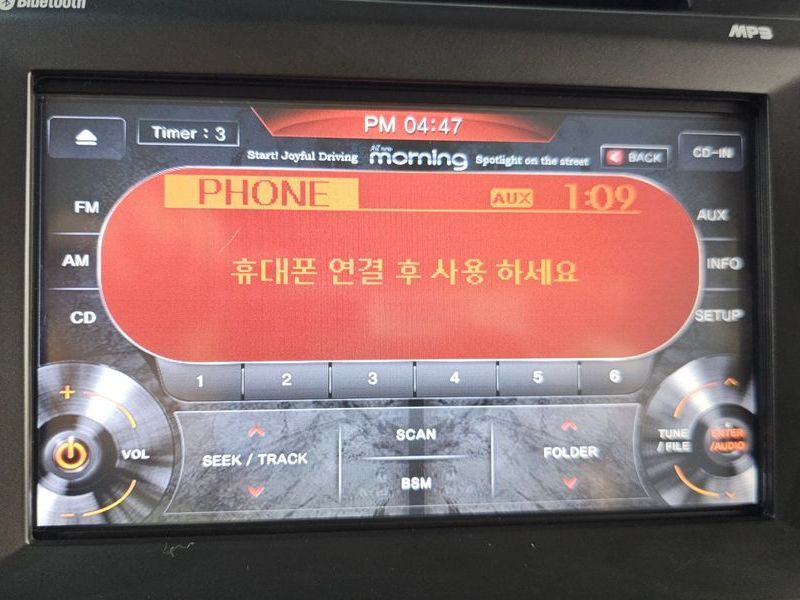 Bluetooth
MP3
Timer : 3
PM 04:47
Start! Joyful Driving
All new
morning
Spotlight on the street
BACK
CD-IN
PHONE
AUX
1:09
휴대폰 연결 후 사용 하세요
FM
AM
CD
AUX
INFO
SETUP
1 2 3 4 5 6
+
VOL
−
SEEK / TRACK
SCAN
BSM
FOLDER
TUNE
/ FILE
ENTER
/AUDIO